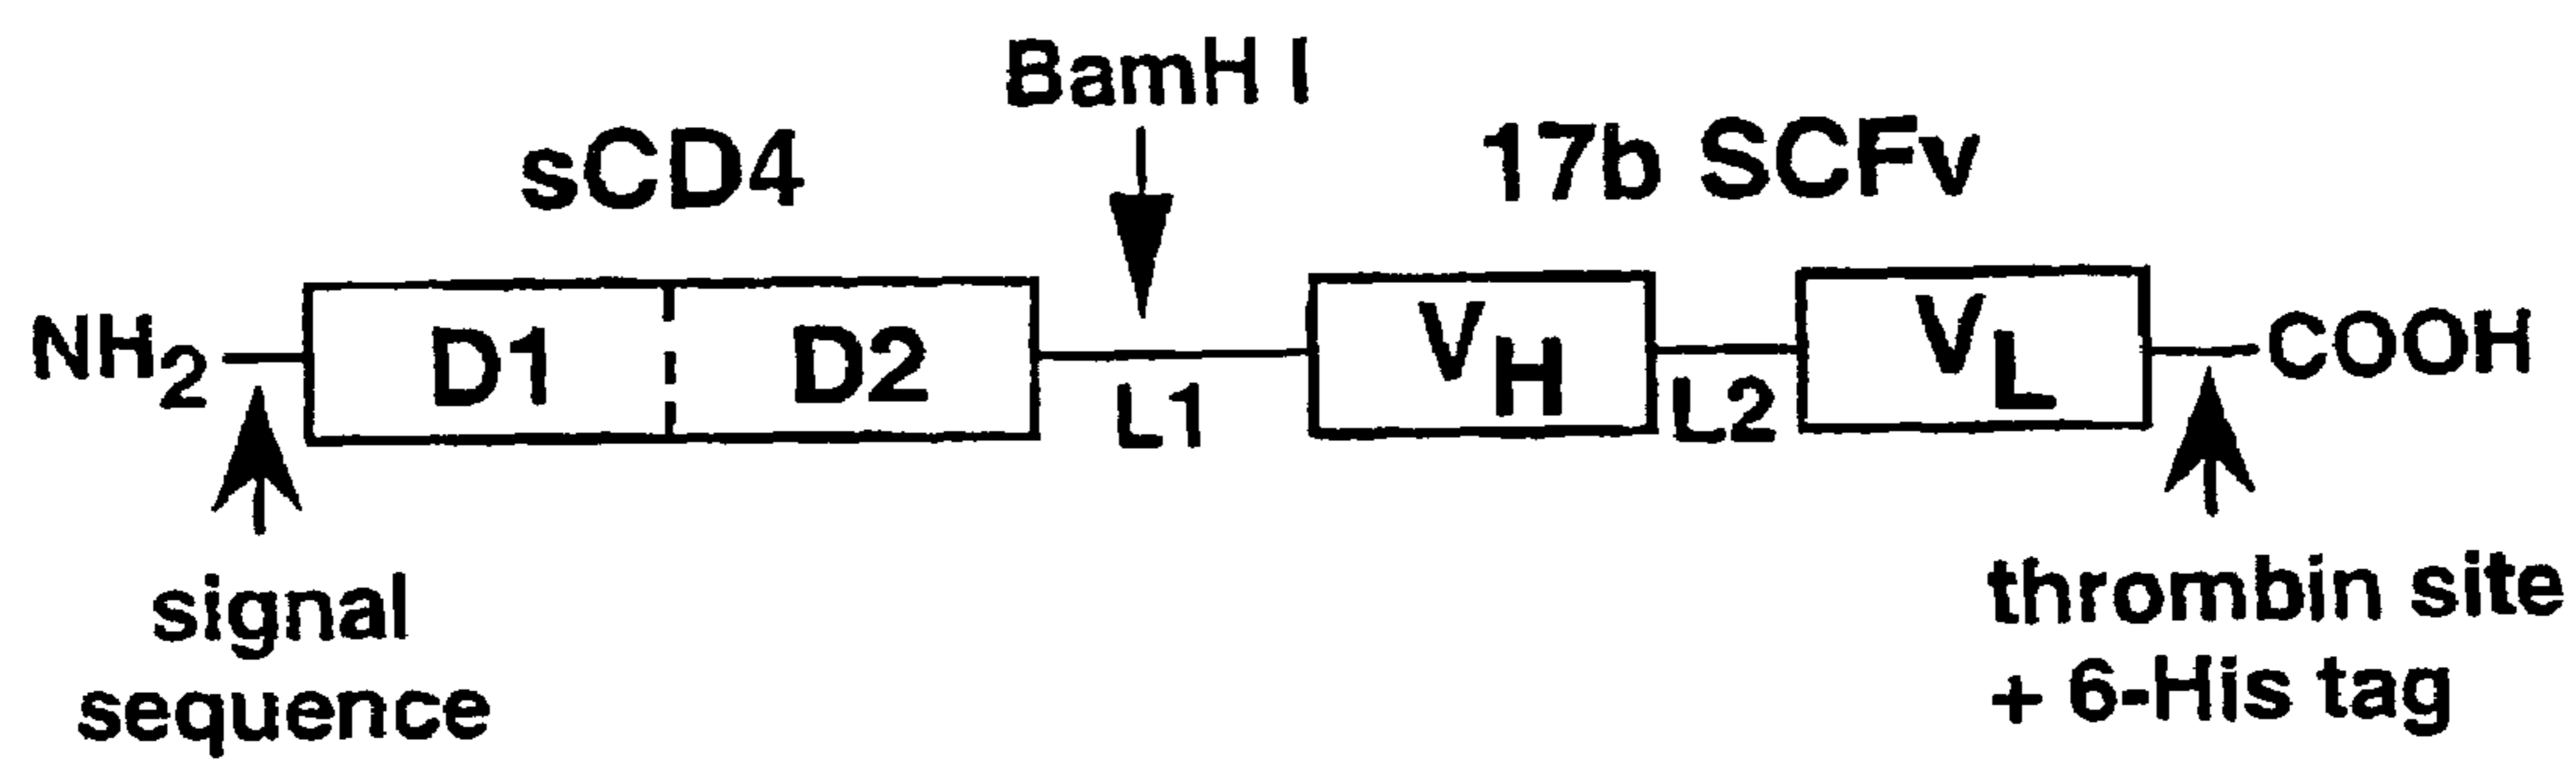 BamH I
sCD4
17b SCFv
NH2
D1
D2
L1
VH
L2
VL
COOH
signal
sequence
thrombin site
+ 6-His tag